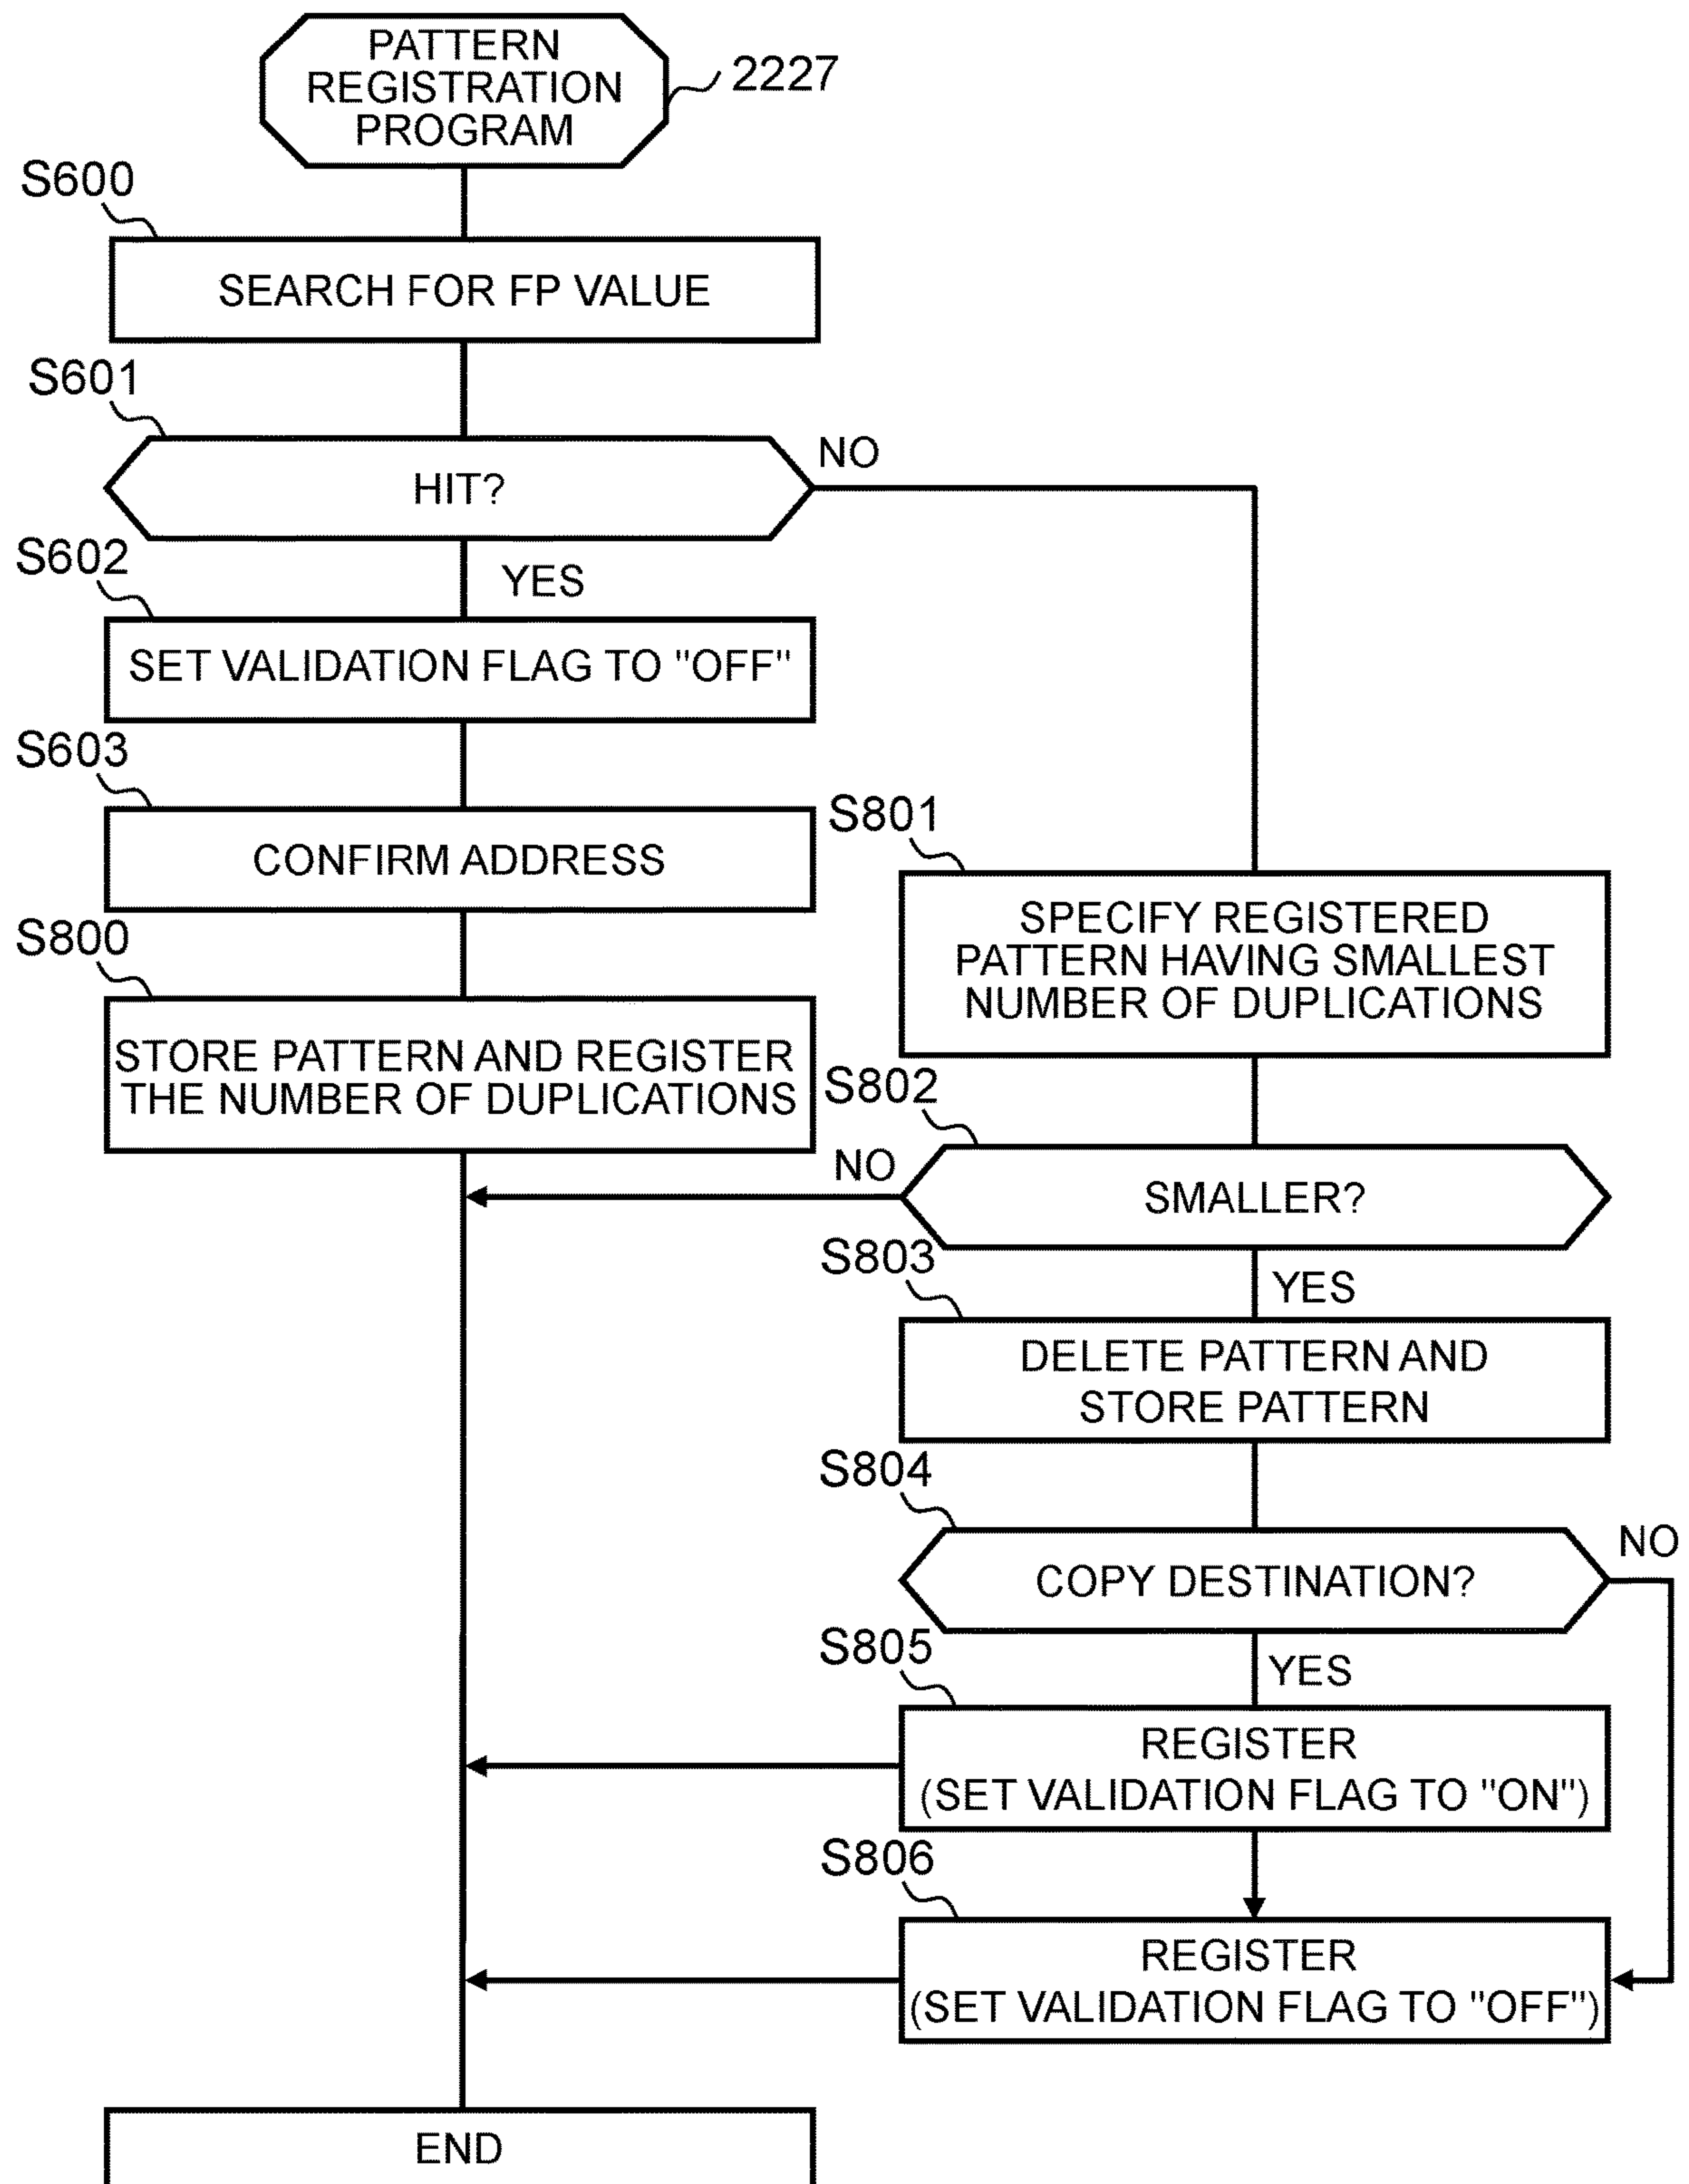 PATTERN
REGISTRATION
PROGRAM
2227
S600
SEARCH FOR FP VALUE
S601
HIT?
NO
YES
S602
SET VALIDATION FLAG TO "OFF"
S603
CONFIRM ADDRESS
S800
STORE PATTERN AND REGISTER
THE NUMBER OF DUPLICATIONS
S801
SPECIFY REGISTERED
PATTERN HAVING SMALLEST
NUMBER OF DUPLICATIONS
S802
SMALLER?
NO
YES
S803
DELETE PATTERN AND
STORE PATTERN
S804
COPY DESTINATION?
NO
YES
S805
REGISTER
(SET VALIDATION FLAG TO "ON")
S806
REGISTER
(SET VALIDATION FLAG TO "OFF")
END